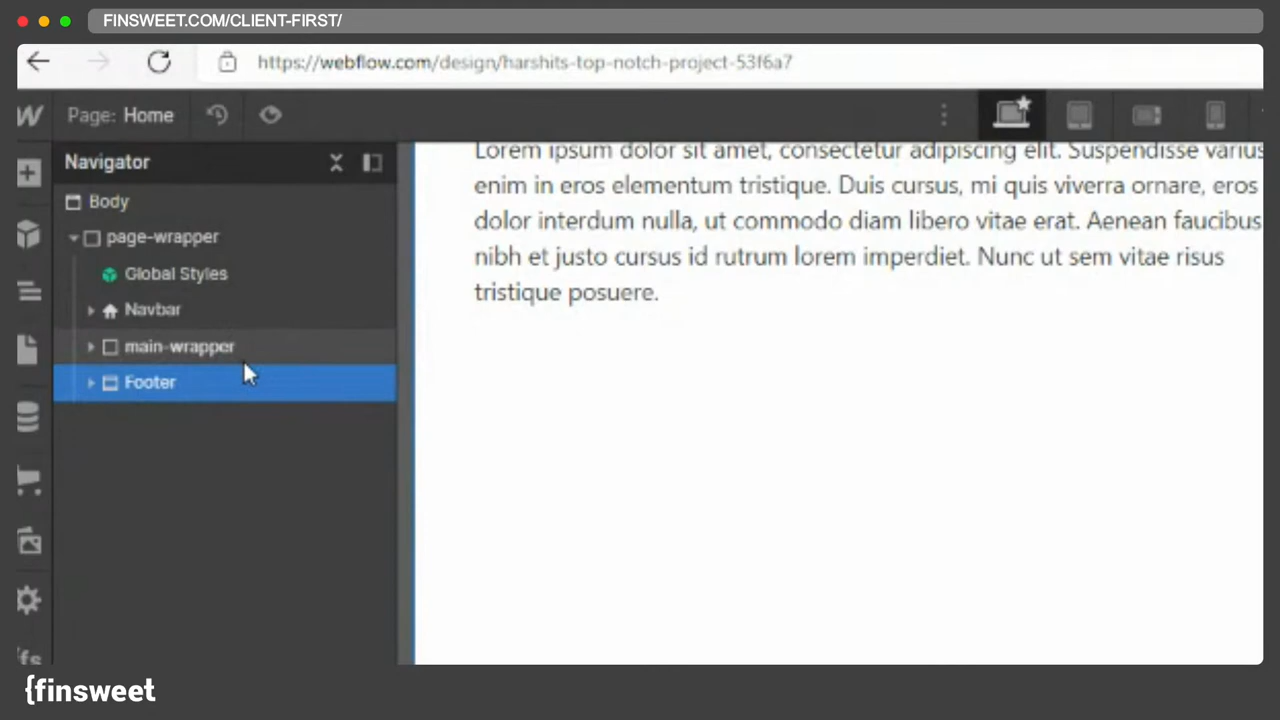 FINSWEET.COM/CLIENT-FIRST/
https://webflow.com/design/harshits-top-notch-project-53f6a7
W Page: Home
Navigator
Body
page-wrapper
Global Styles
Navbar
main-wrapper
Footer
Lorem ipsum dolor sit amet, consectetur adipiscing elit. Suspendisse varius
enim in eros elementum tristique. Duis cursus, mi quis viverra ornare, eros
dolor interdum nulla, ut commodo diam libero vitae erat. Aenean faucibus
nibh et justo cursus id rutrum lorem imperdiet. Nunc ut sem vitae risus
tristique posuere.
{finsweet